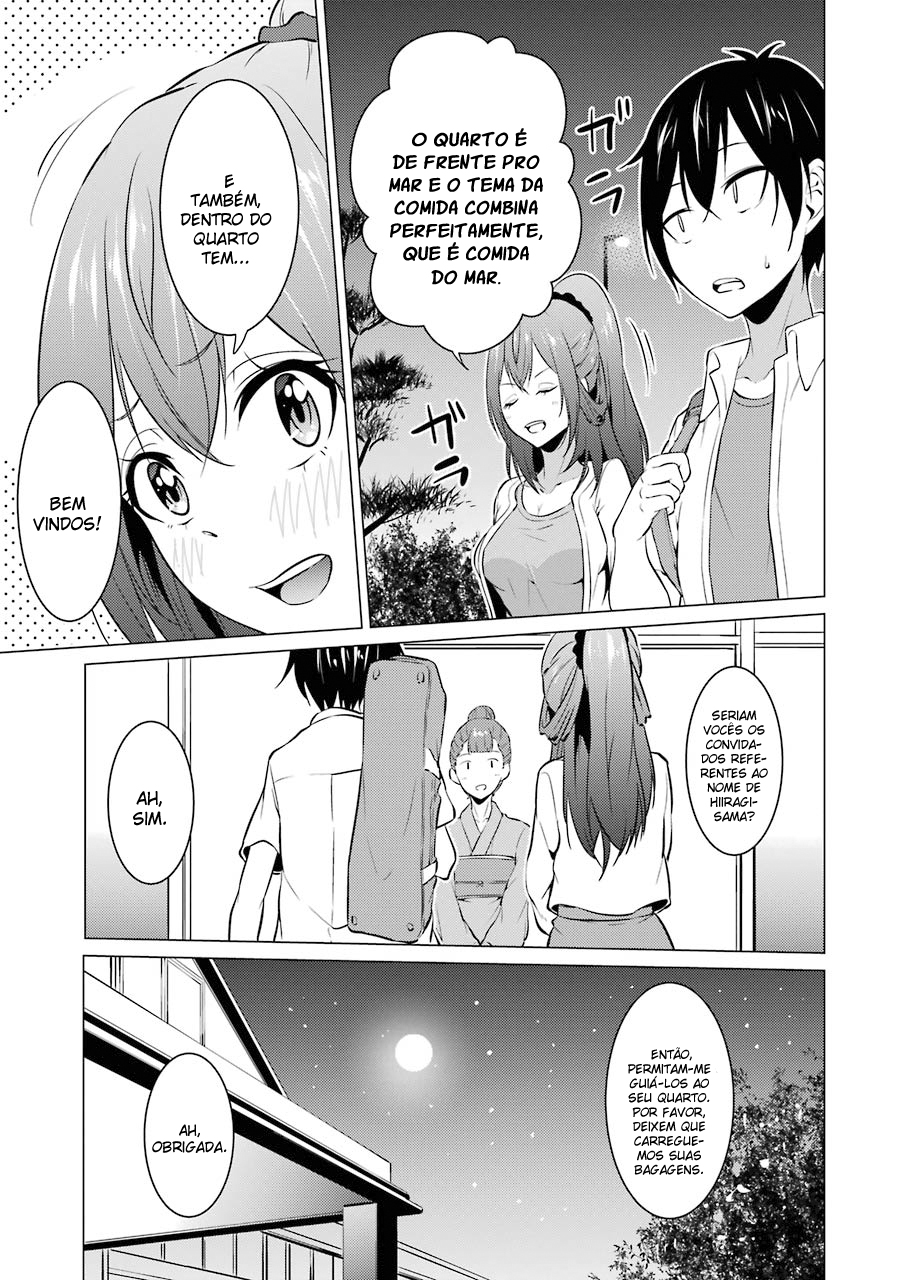 O QUARTO É
DE FRENTE PRO
MAR E O TEMA DA
COMIDA COMBINA
PERFEITAMENTE,
QUE É COMIDA
DO MAR.
ガラ
ガラ
E
TAMBÉM,
DENTRO DO
QUARTO
TEM...
BEM
VINDOS!
SERIAM
VOCÊS OS
CONVIDA-
DOS REFE-
RENTES AO
NOME DE
HIIRAGI-
SAMA?
AH,
SIM.
ENTÃO,
PERMITAM-ME
GUIÁ-LOS AO
SEU QUARTO.
POR FAVOR,
DEIXEM QUE
CARREGUE-
MOS SUAS
BAGAGENS.
AH,
OBRIGADA.